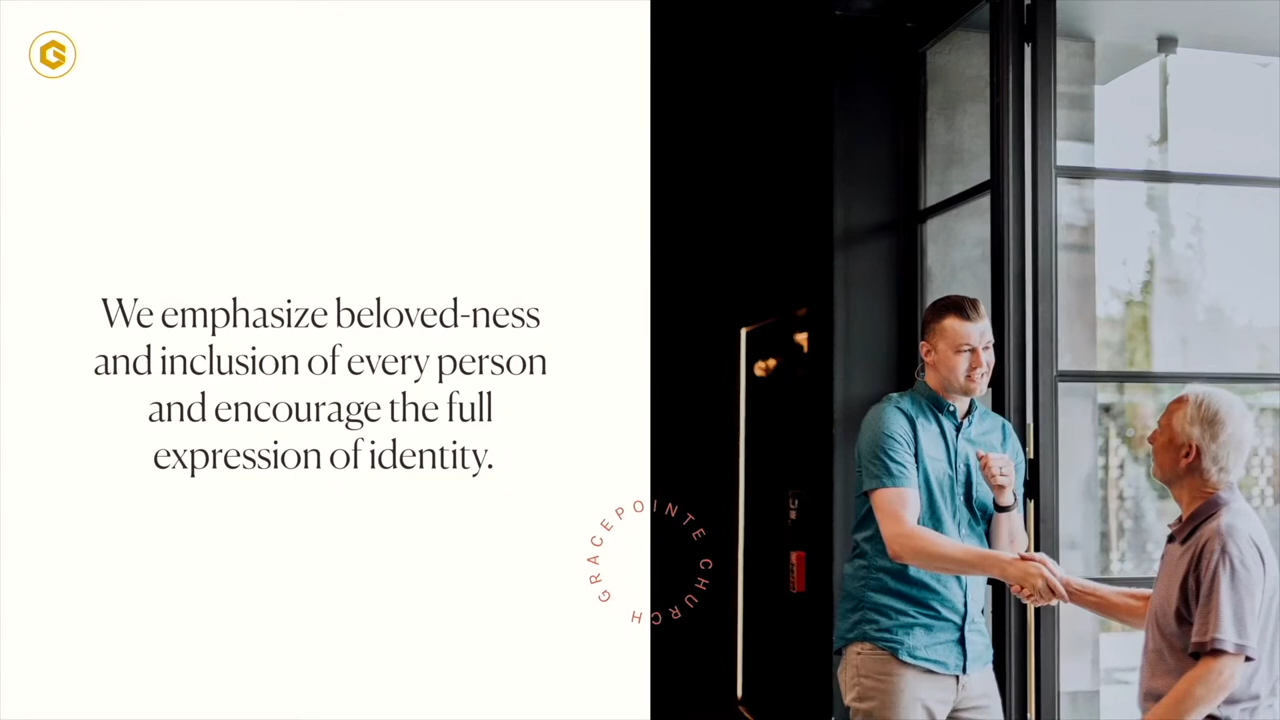 We emphasize beloved-ness
and inclusion of every person
and encourage the full
expression of identity.
GRACEPOINTE CHURCH